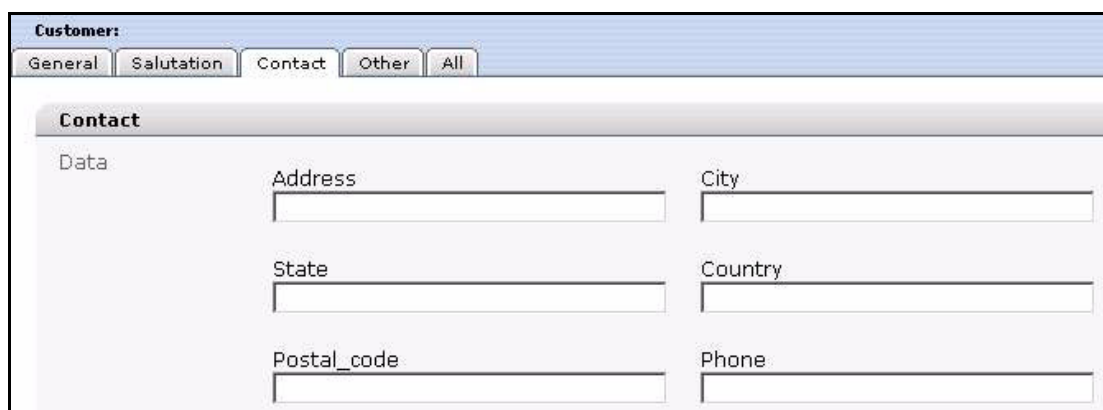 Customer:
General Salutation Contact Other All
Contact
Data
Address City
State Country
Postal_code Phone